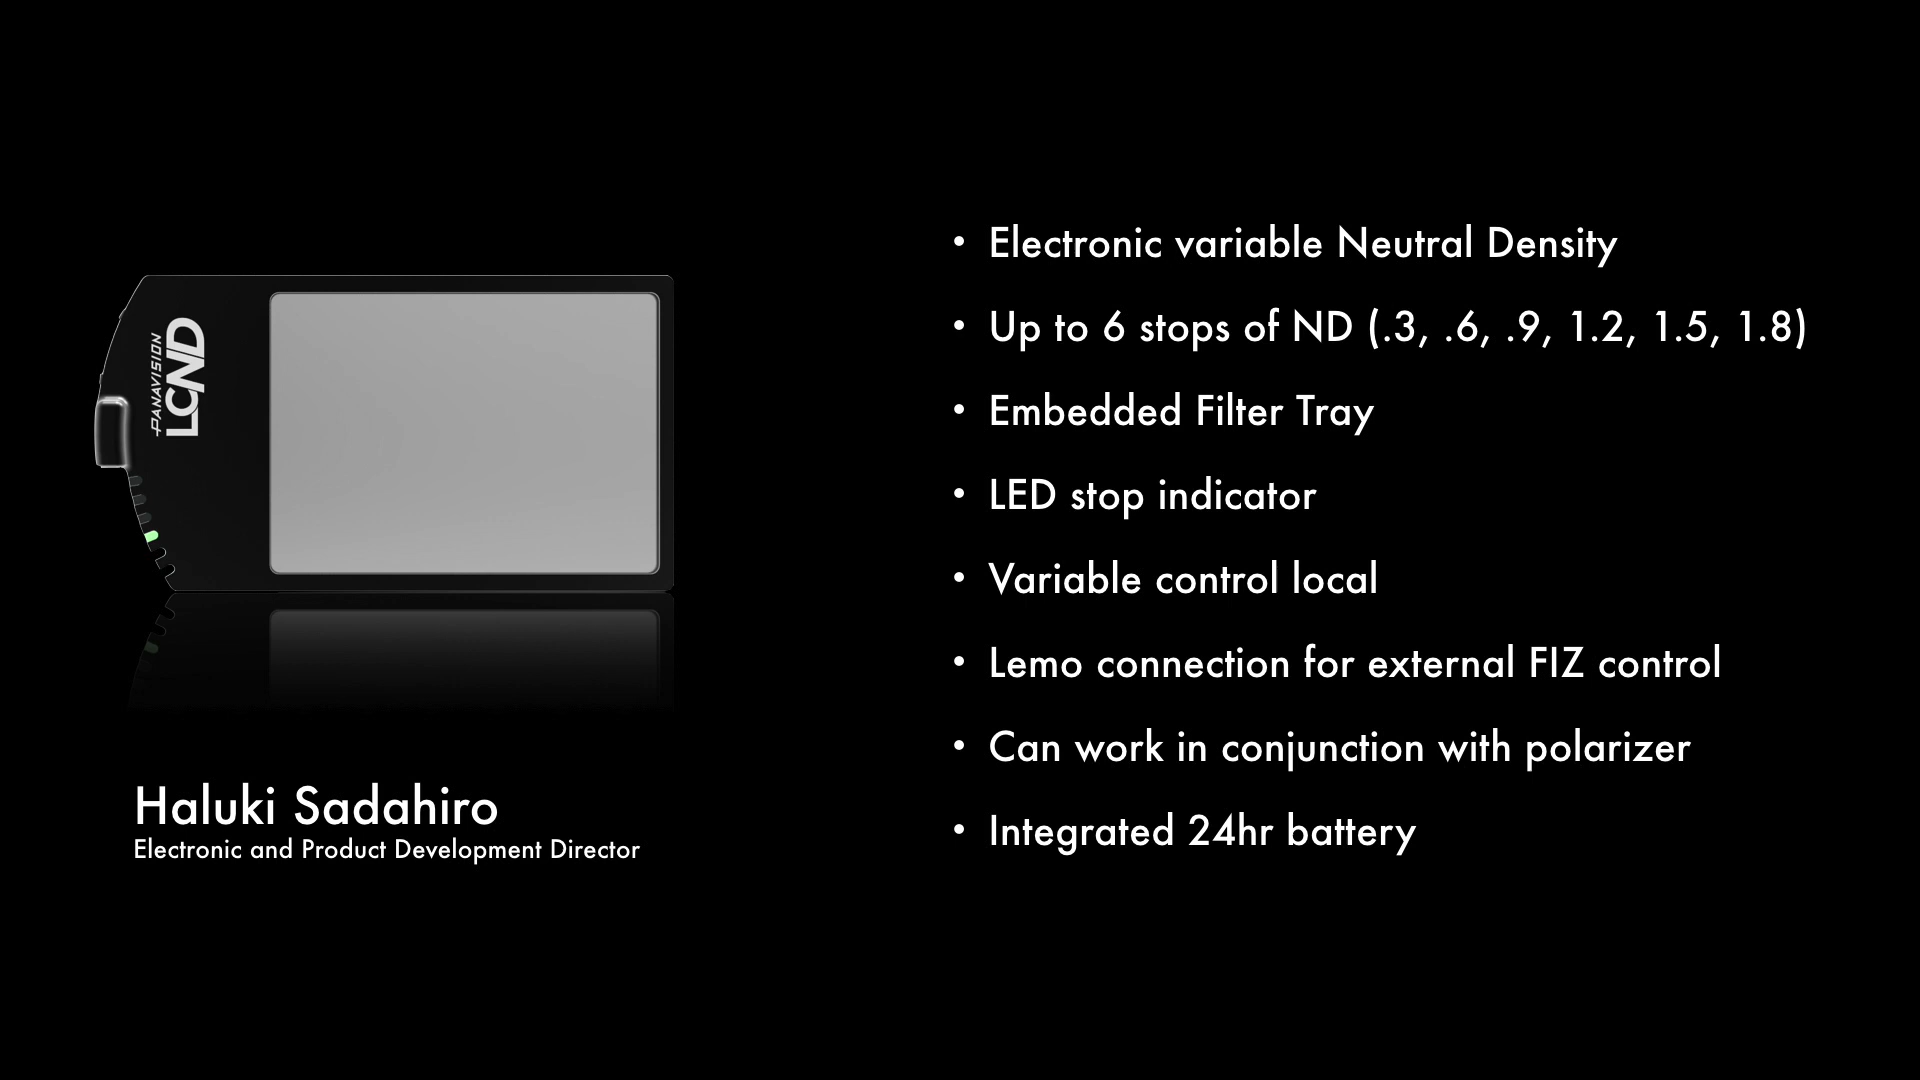 PANAVISION
LCND
Haluki Sadahiro
Electronic and Product Development Director
• Electronic variable Neutral Density
• Up to 6 stops of ND (.3, .6, .9, 1.2, 1.5, 1.8)
• Embedded Filter Tray
• LED stop indicator
• Variable control local
• Lemo connection for external FIZ control
• Can work in conjunction with polarizer
• Integrated 24hr battery